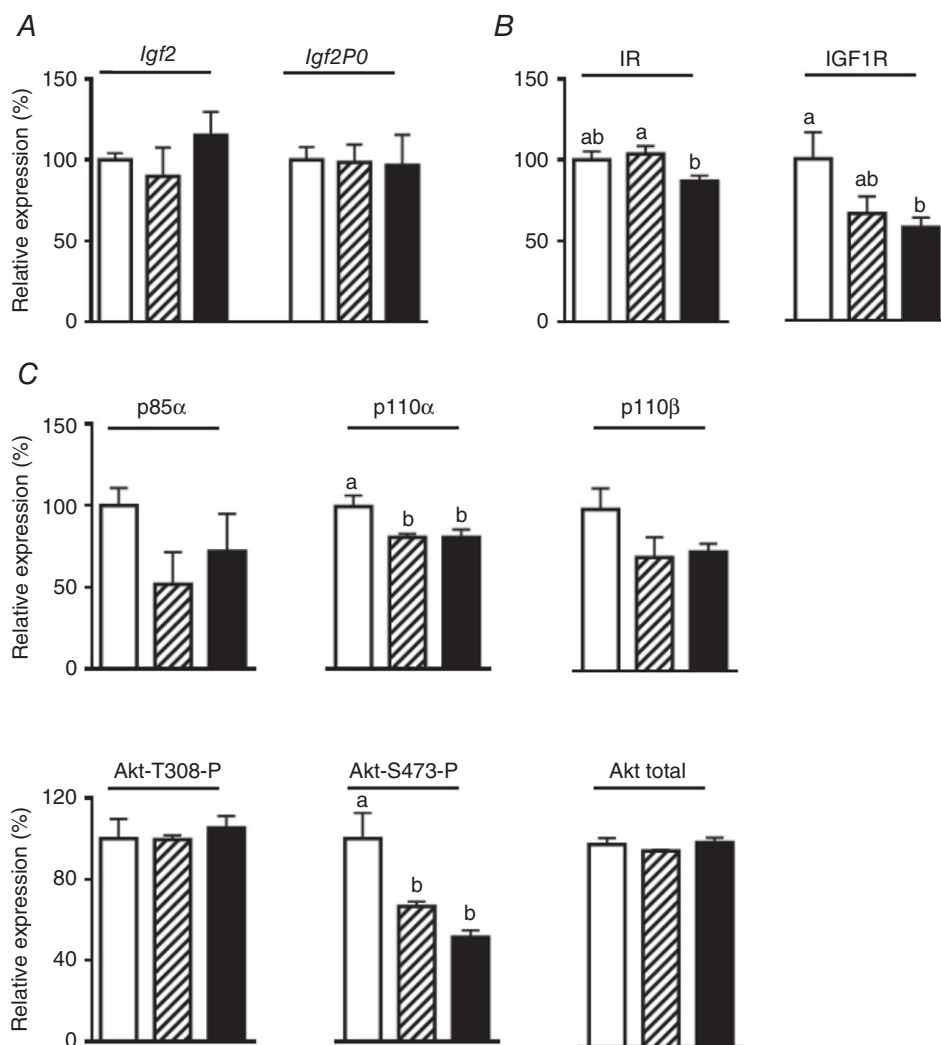 A
B
Igf2
Igf2P0
IR
IGF1R
Relative expression (%)
150
100
50
0
150
100
50
0
ab
a
b
a
ab
b
C
p85α
p110α
p110β
Relative expression (%)
150
100
50
0
a
b
b
Akt-T308-P
Akt-S473-P
Akt total
Relative expression (%)
120
80
40
0
a
b
b